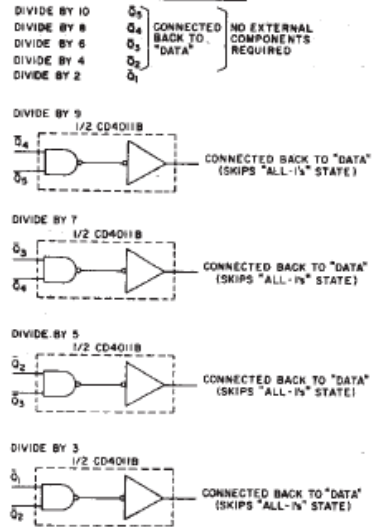 DIVIDE BY 10 Q̄5 CONNECTED BACK TO "DATA" NO EXTERNAL COMPONENTS REQUIRED
DIVIDE BY 8 Q̄4
DIVIDE BY 6 Q̄3
DIVIDE BY 4 Q̄2
DIVIDE BY 2 Q̄1
DIVIDE BY 9
1/2 CD4011B
Q̄4
Q̄5
CONNECTED BACK TO "DATA"
(SKIPS "ALL-1's" STATE)
DIVIDE BY 7
1/2 CD4011B
Q̄3
Q̄4
CONNECTED BACK TO "DATA"
(SKIPS "ALL-1's" STATE)
DIVIDE BY 5
1/2 CD4011B
Q̄2
Q̄3
CONNECTED BACK TO "DATA"
(SKIPS "ALL-1's" STATE)
DIVIDE BY 3
1/2 CD4011B
Q̄1
Q̄2
CONNECTED BACK TO "DATA"
(SKIPS "ALL-1's" STATE)